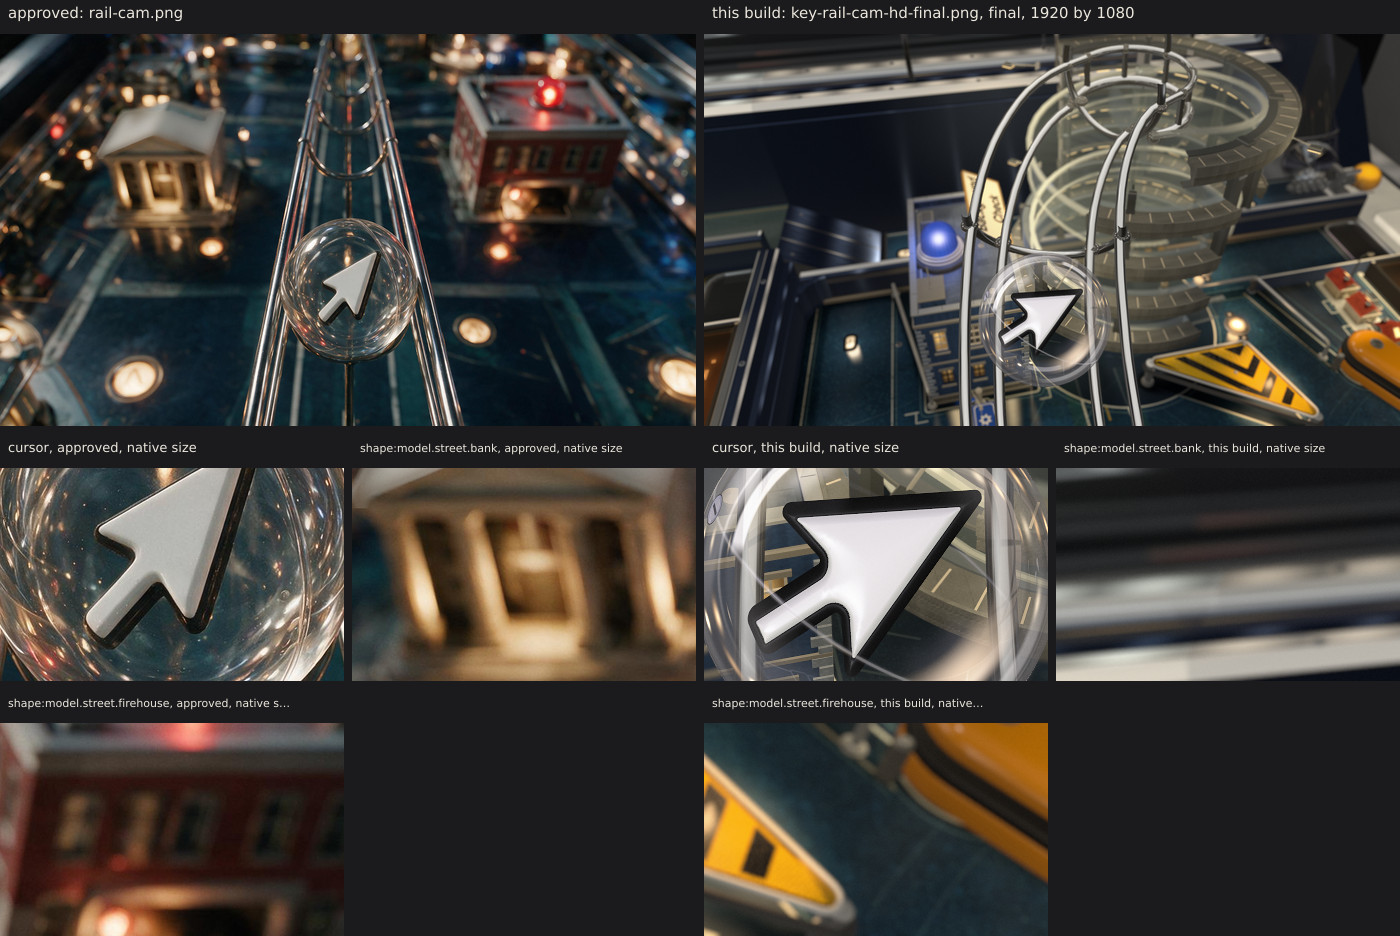 approved: rail-cam.png
this build: key-rail-cam-hd-final.png, final, 1920 by 1080
cursor, approved, native size
shape:model.street.bank, approved, native size
cursor, this build, native size
shape:model.street.bank, this build, native size
shape:model.street.firehouse, approved, native s…
shape:model.street.firehouse, this build, native…